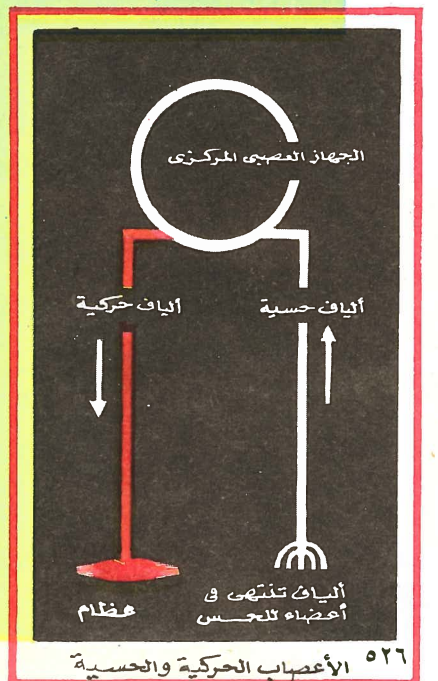 الجهاز العصبى المركزى
ألياف حسية
ألياف حركية
ألياف تنتهى فى
أعضاء للحس
عظام
٥٢٦ الأعصاب الحركية والحسية